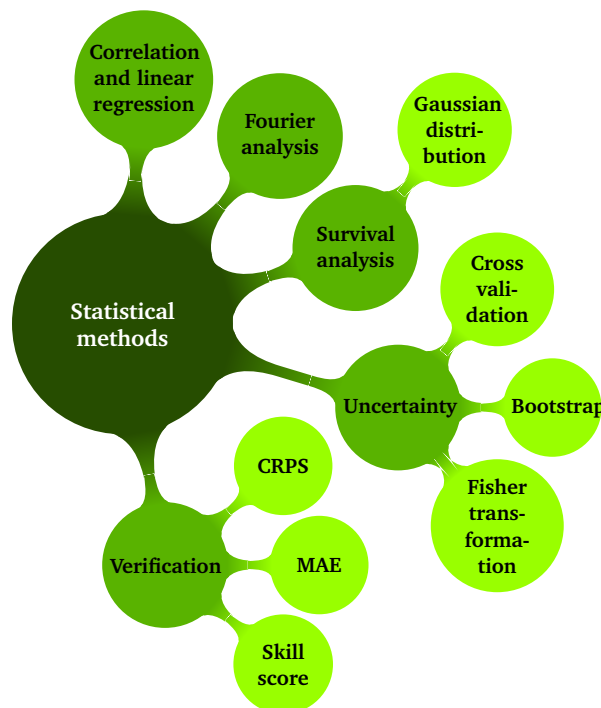 Correlation
and linear
regression
Fourier
analysis
Gaussian
distri-
bution
Survival
analysis
Statistical
methods
Cross
vali-
dation
Uncertainty
Bootstrap
Fisher
trans-
forma-
tion
CRPS
Verification
MAE
Skill
score